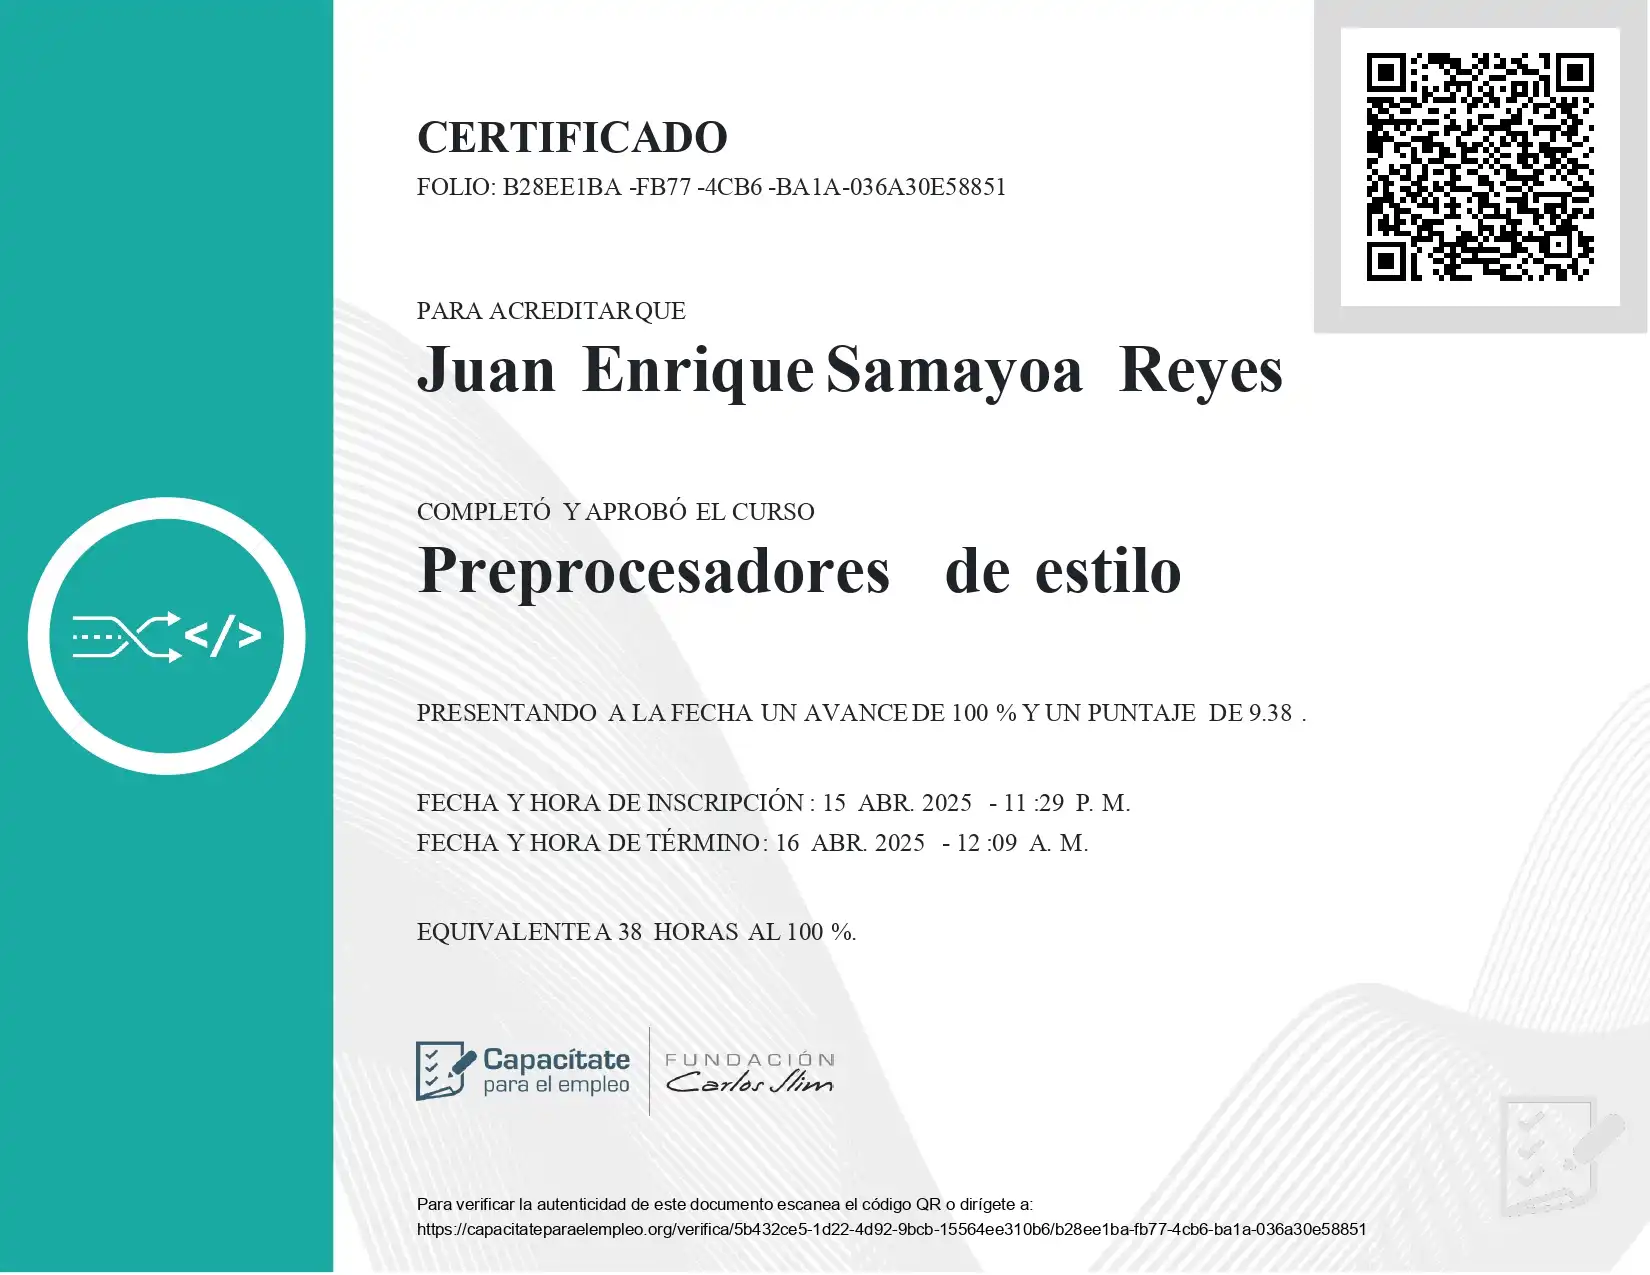 CERTIFICADO
FOLIO: B28EE1BA -FB77 -4CB6 -BA1A-036A30E58851
PARA ACREDITAR QUE
Juan Enrique Samayoa Reyes
COMPLETÓ Y APROBÓ EL CURSO
Preprocesadores de estilo
</>
PRESENTANDO A LA FECHA UN AVANCE DE 100 % Y UN PUNTAJE DE 9.38 .
FECHA Y HORA DE INSCRIPCIÓN : 15 ABR. 2025 - 11 :29 P. M.
FECHA Y HORA DE TÉRMINO : 16 ABR. 2025 - 12 :09 A. M.
EQUIVALENTE A 38 HORAS AL 100 %.
Capacítate
para el empleo
FUNDACIÓN
Carlos Slim
Para verificar la autenticidad de este documento escanea el código QR o dirígete a:
https://capacitateparaelempleo.org/verifica/5b432ce5-1d22-4d92-9bcb-15564ee310b6/b28ee1ba-fb77-4cb6-ba1a-036a30e58851